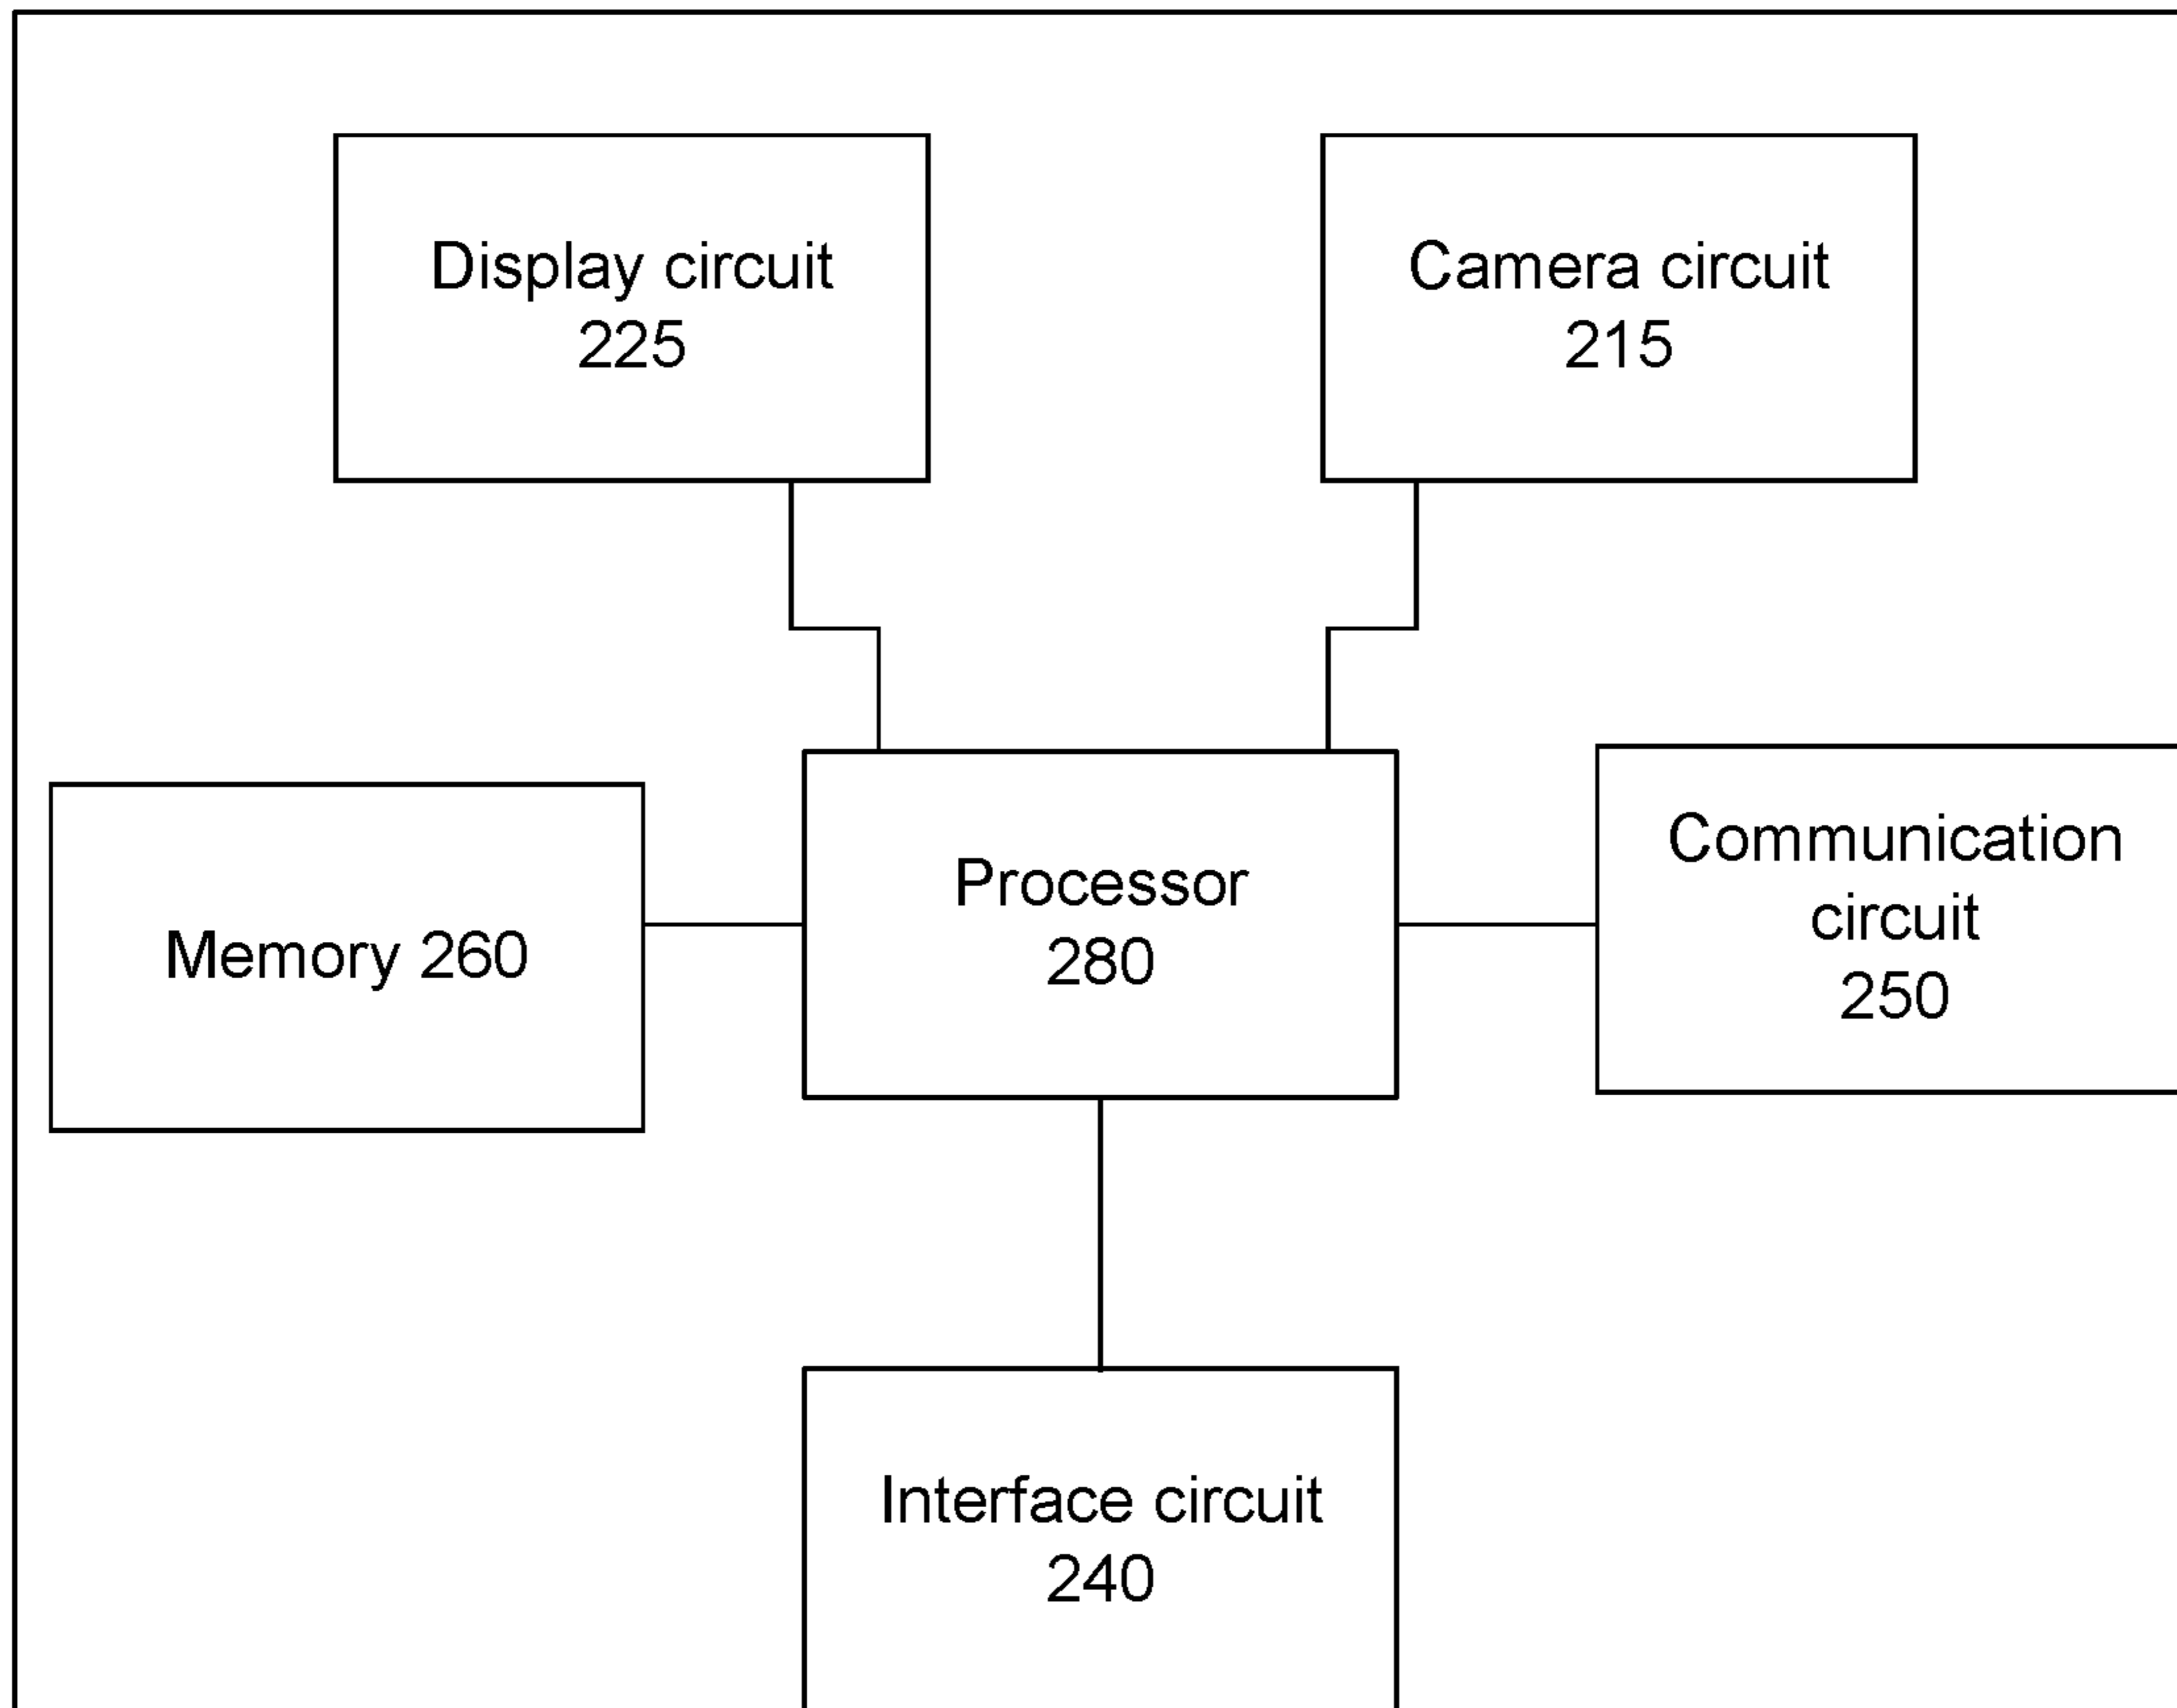 Display circuit
225
Camera circuit
215
Memory 260
Processor
280
Communication
circuit
250
Interface circuit
240